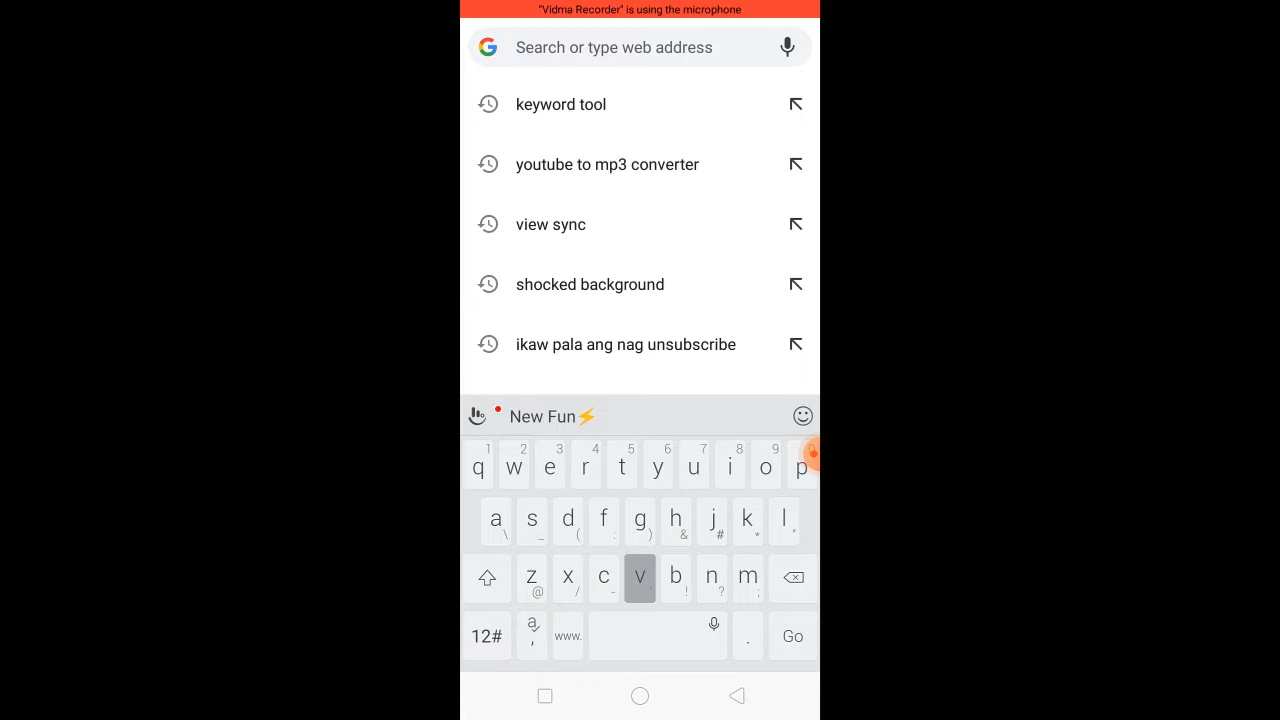 "Vidma Recorder" is using the microphone
Search or type web address
keyword tool
youtube to mp3 converter
view sync
shocked background
ikaw pala ang nag unsubscribe
New Fun⚡
1 2 3 4 5 6 7 8 9
q w e r t y u i o p
a s d f g h j k l
\ _ ( : ) & # * "
z x c v b n m
@ / - ' ! ? ;
12# a , www. . Go